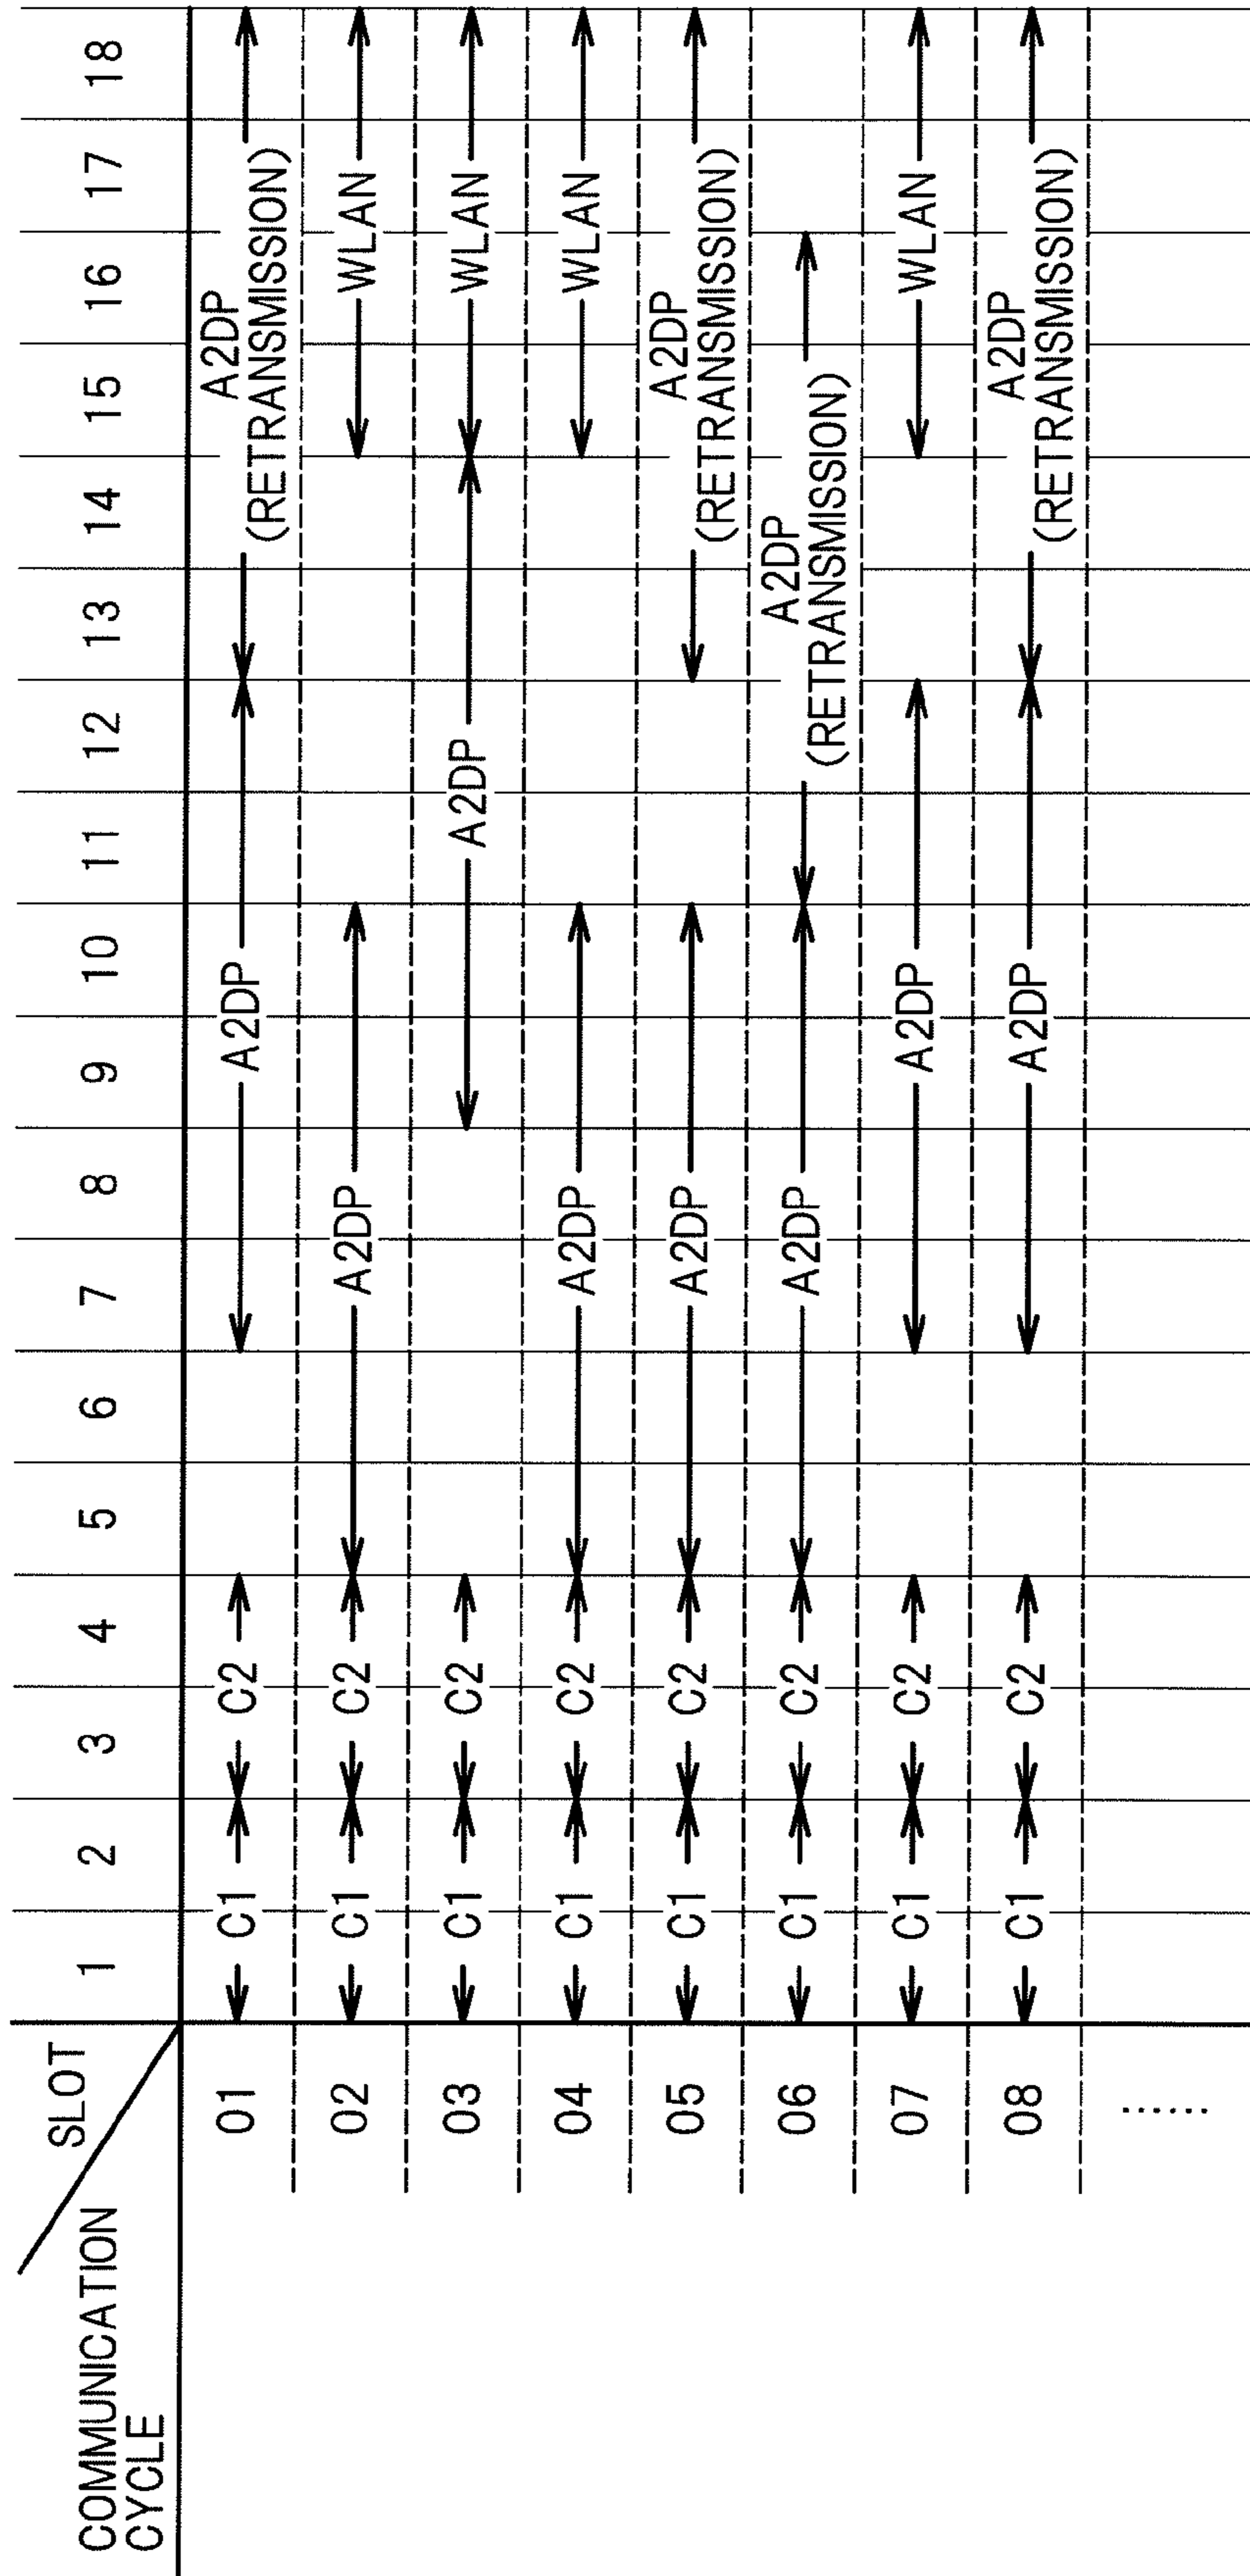 SLOT 1 2 3 4 5 6 7 8 9 10 11 12 13 14 15 16 17 18
COMMUNICATION
CYCLE
01 C1 C2 A2DP A2DP
(RETRANSMISSION)
02 C1 C2 A2DP WLAN
03 C1 C2 A2DP WLAN
04 C1 C2 A2DP WLAN
05 C1 C2 A2DP A2DP
(RETRANSMISSION)
06 C1 C2 A2DP A2DP
(RETRANSMISSION)
07 C1 C2 A2DP WLAN
08 C1 C2 A2DP A2DP
(RETRANSMISSION)
......